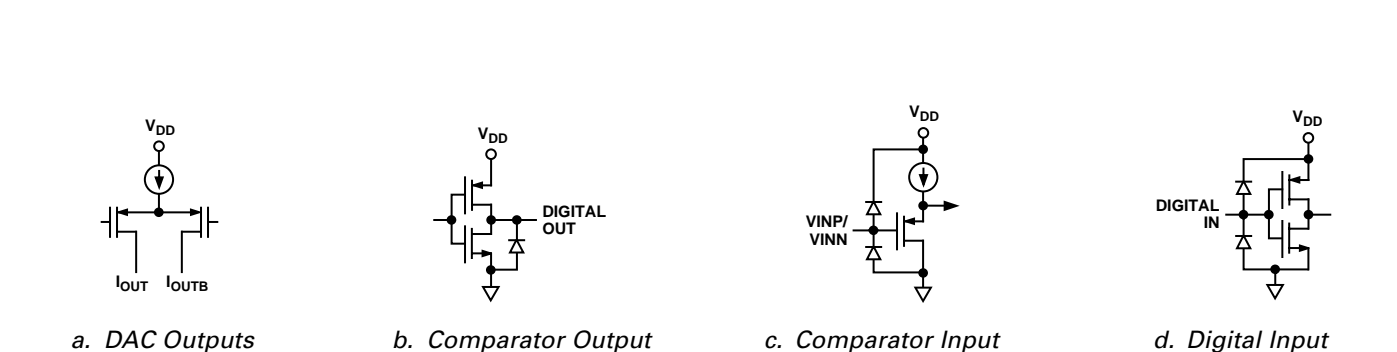 VDD
IOUT IOUTB
a. DAC Outputs
VDD
DIGITAL
OUT
b. Comparator Output
VDD
VINP/
VINN
c. Comparator Input
VDD
DIGITAL
IN
d. Digital Input